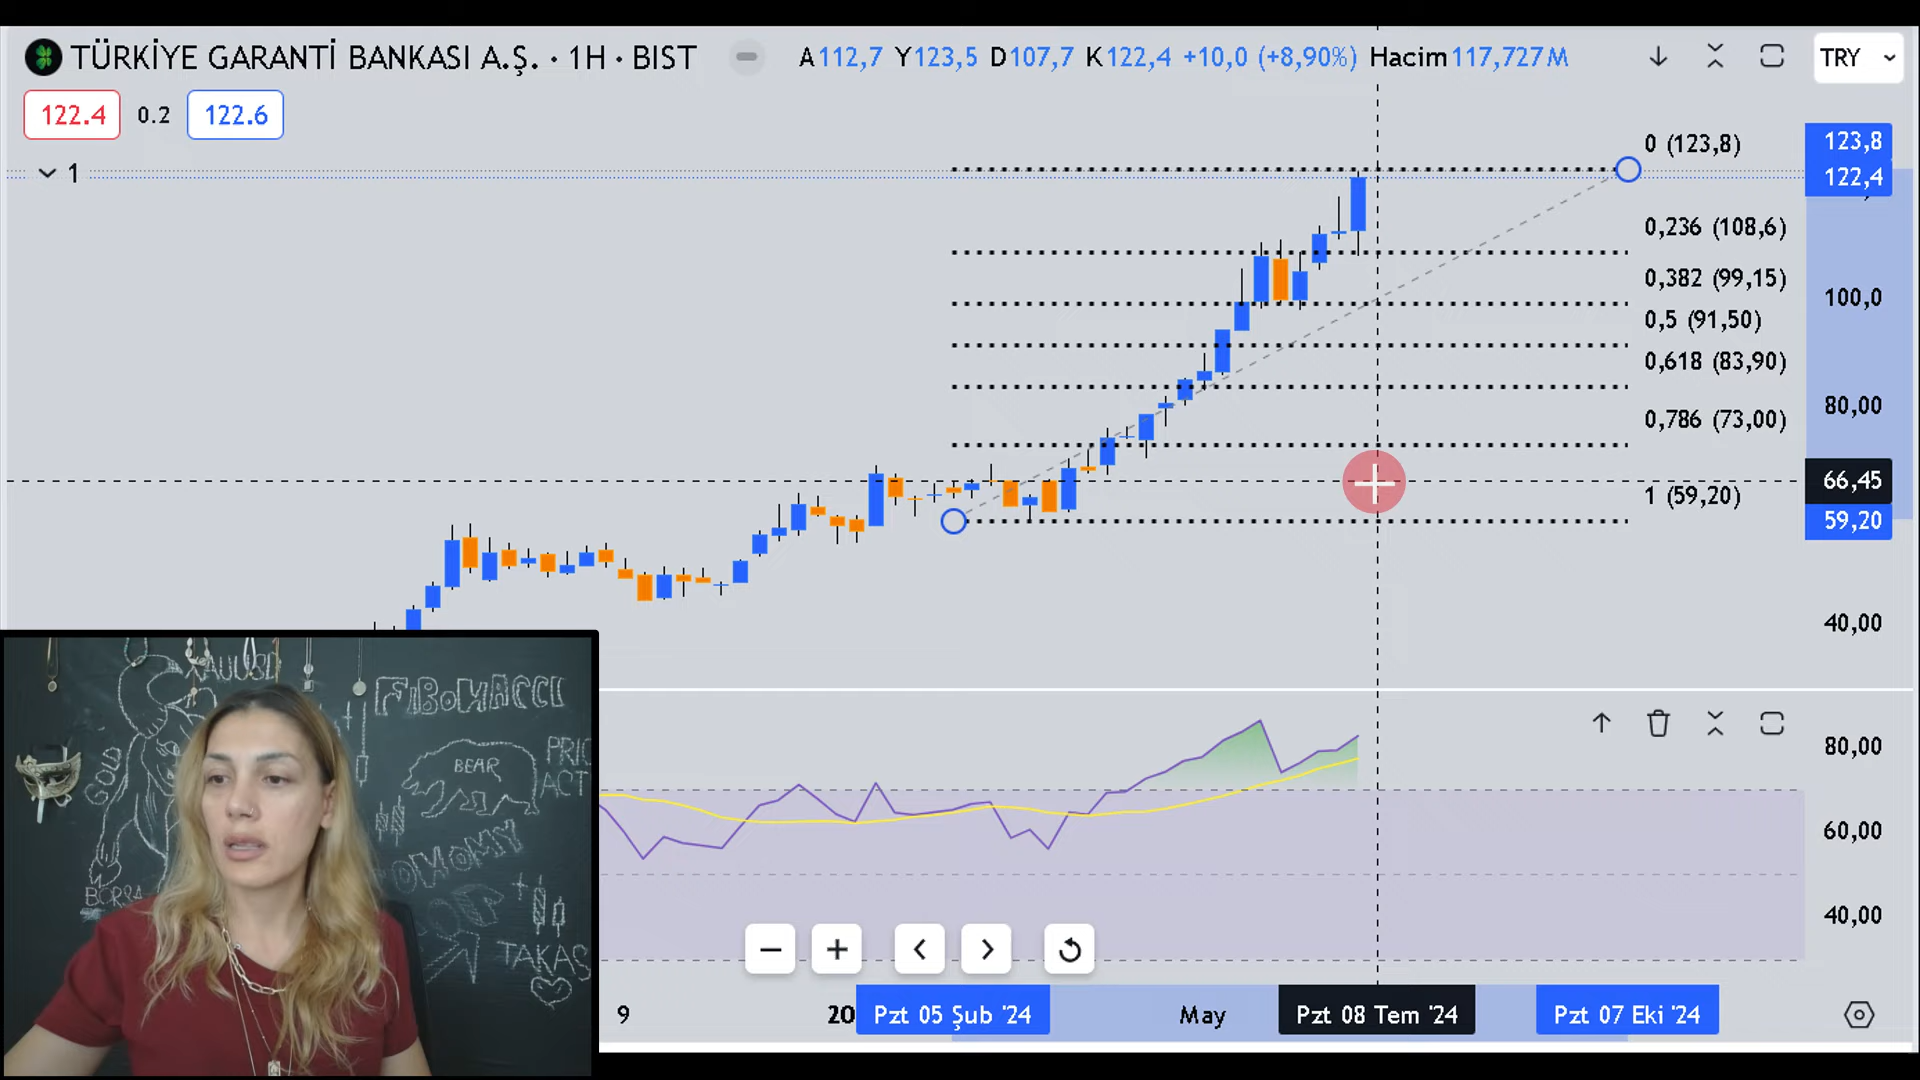 TÜRKİYE GARANTİ BANKASI A.Ş. · 1H · BIST
A112,7 Y123,5 D107,7 K122,4 +10,0 (+8,90%) Hacim117,727M
TRY
122.4 0.2 122.6
1
0 (123,8)
0,236 (108,6)
0,382 (99,15)
0,5 (91,50)
0,618 (83,90)
0,786 (73,00)
1 (59,20)
123,8
122,4
100,0
80,00
66,45
59,20
40,00
80,00
60,00
40,00
9
20
Pzt 05 Şub '24
May
Pzt 08 Tem '24
Pzt 07 Eki '24
XAUUSD
FIBONACCI
GOLD
BEAR
PRIC
ACT
ONOMY
BORSA
TAKAS